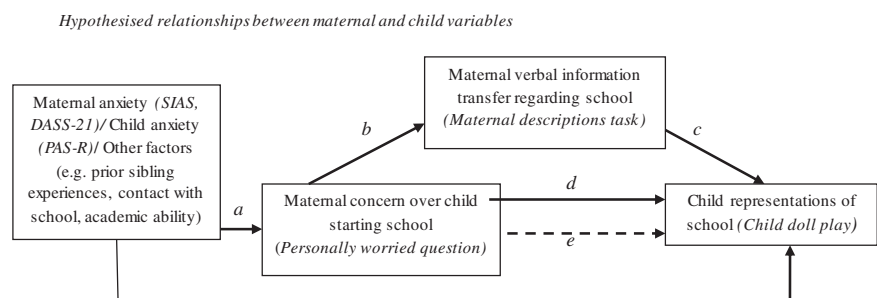 Hypothesised relationships between maternal and child variables
Maternal verbal information
transfer regarding school
(Maternal descriptions task)
Maternal anxiety (SIAS,
DASS-21)/ Child anxiety
(PAS-R)/ Other factors
(e.g. prior sibling
experiences, contact with
school, academic ability)
b
c
a
Maternal concern over child
starting school
(Personally worried question)
d
e
Child representations of
school (Child doll play)